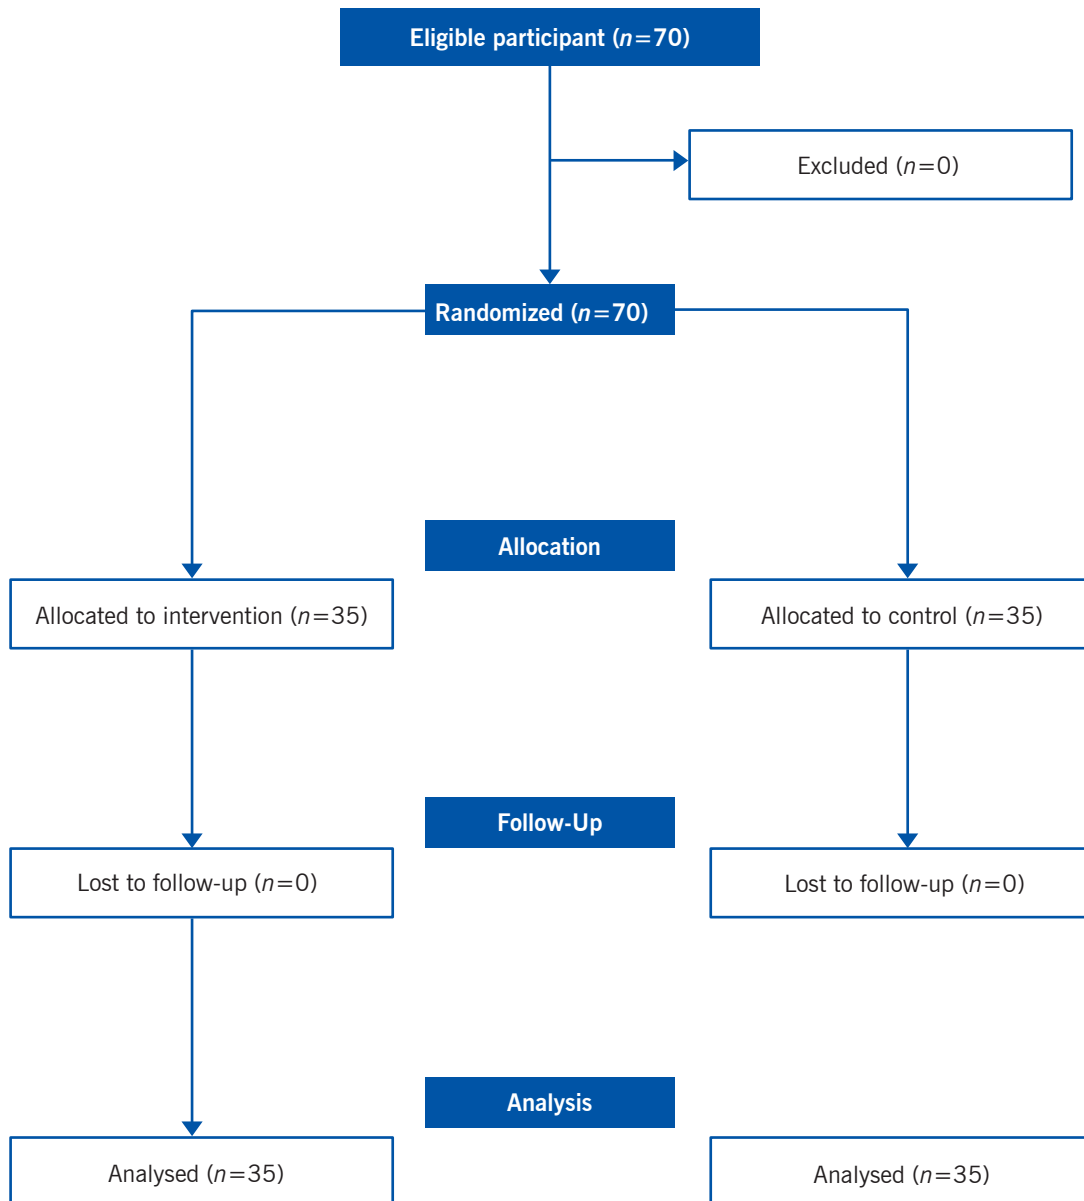 Eligible participant (n=70)
Excluded (n=0)
Randomized (n=70)
Allocation
Allocated to intervention (n=35)
Allocated to control (n=35)
Follow-Up
Lost to follow-up (n=0)
Lost to follow-up (n=0)
Analysis
Analysed (n=35)
Analysed (n=35)